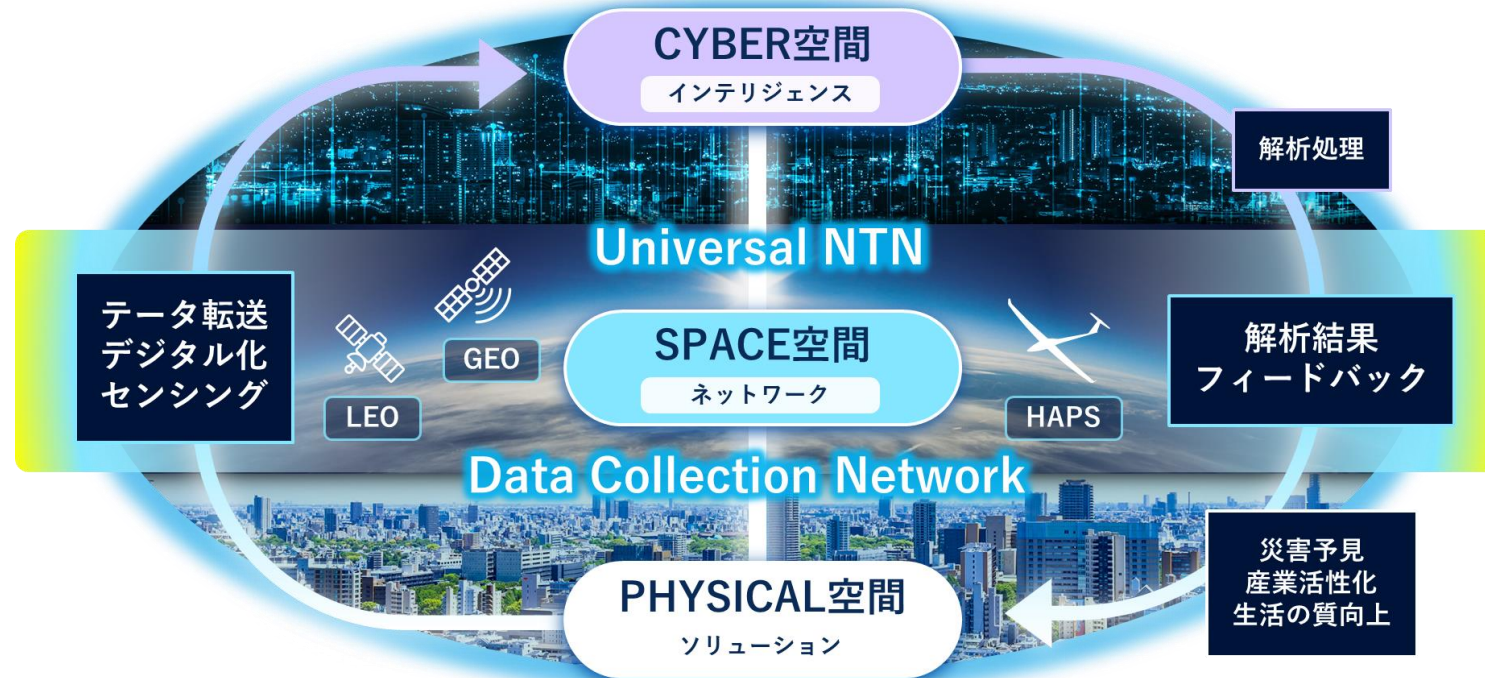 CYBER空間
インテリジェンス
解析処理
Universal NTN
テータ転送
デジタル化
センシング
GEO
LEO
SPACE空間
ネットワーク
HAPS
解析結果
フィードバック
Data Collection Network
PHYSICAL空間
ソリューション
災害予見
産業活性化
生活の質向上